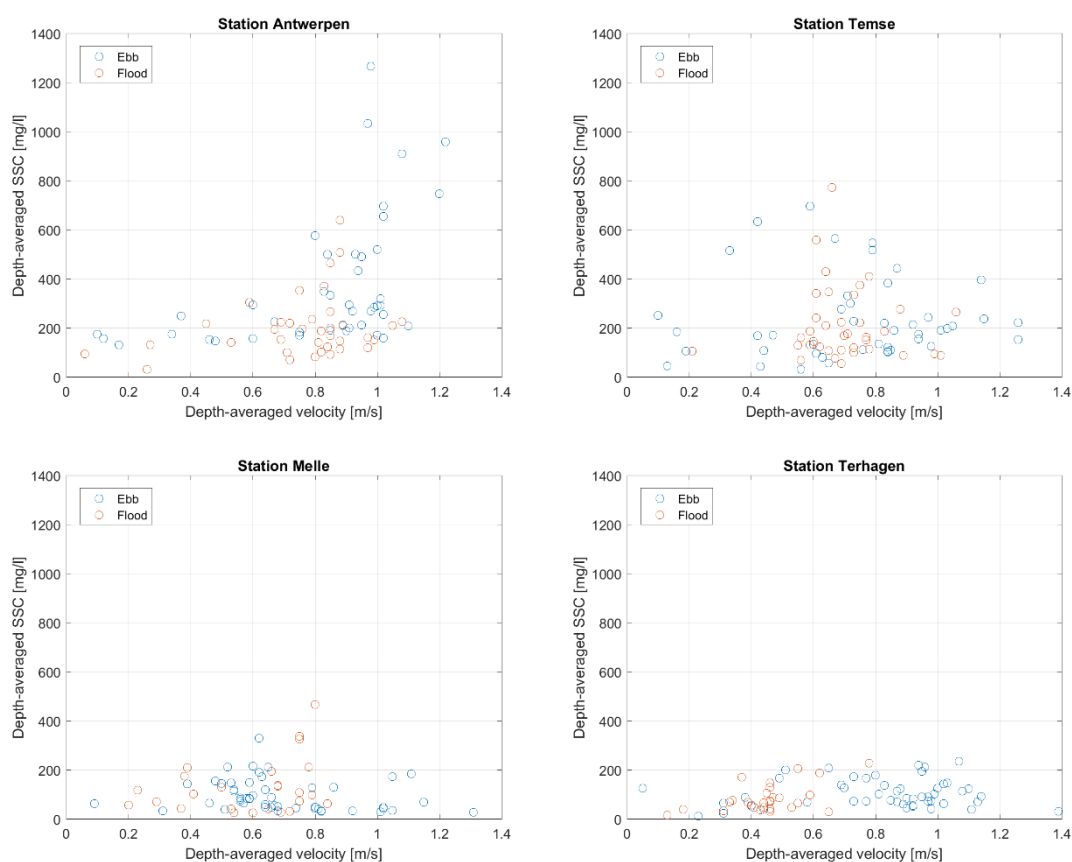 Station Antwerpen
1400
1200
1000
800
600
400
200
0
0 0.2 0.4 0.6 0.8 1 1.2 1.4
Depth-averaged SSC [mg/l]
Depth-averaged velocity [m/s]
Ebb
Flood
Station Temse
1400
1200
1000
800
600
400
200
0
0 0.2 0.4 0.6 0.8 1 1.2 1.4
Depth-averaged SSC [mg/l]
Depth-averaged velocity [m/s]
Ebb
Flood
Station Melle
1400
1200
1000
800
600
400
200
0
0 0.2 0.4 0.6 0.8 1 1.2 1.4
Depth-averaged SSC [mg/l]
Depth-averaged velocity [m/s]
Ebb
Flood
Station Terhagen
1400
1200
1000
800
600
400
200
0
0 0.2 0.4 0.6 0.8 1 1.2 1.4
Depth-averaged SSC [mg/l]
Depth-averaged velocity [m/s]
Ebb
Flood